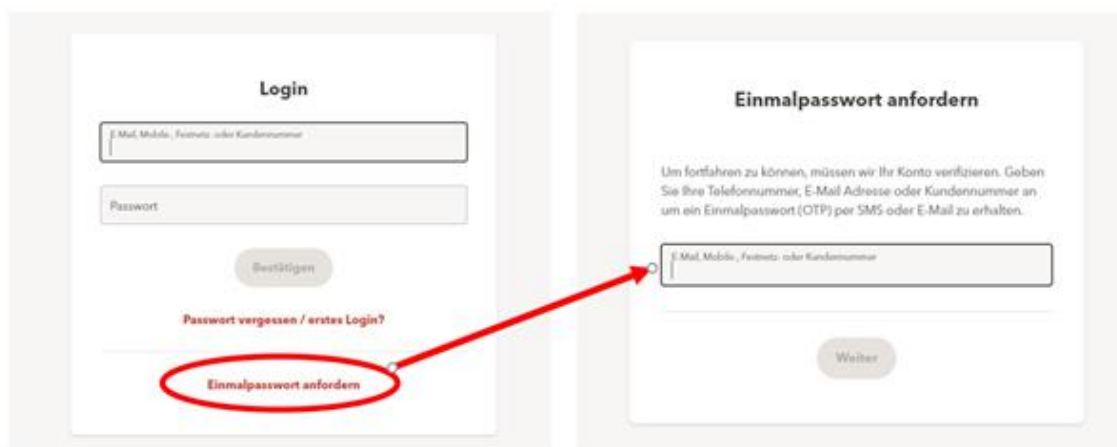 Login
E-Mail, Mobile-, Festnetz- oder Kundennummer
Passwort
Bestätigen
Passwort vergessen / erstes Login?
Einmalpasswort anfordern
Einmalpasswort anfordern
Um fortfahren zu können, müssen wir Ihr Konto verifizieren. Geben
Sie Ihre Telefonnummer, E-Mail Adresse oder Kundennummer an
um ein Einmalpasswort (OTP) per SMS oder E-Mail zu erhalten.
E-Mail, Mobile-, Festnetz- oder Kundennummer
Weiter